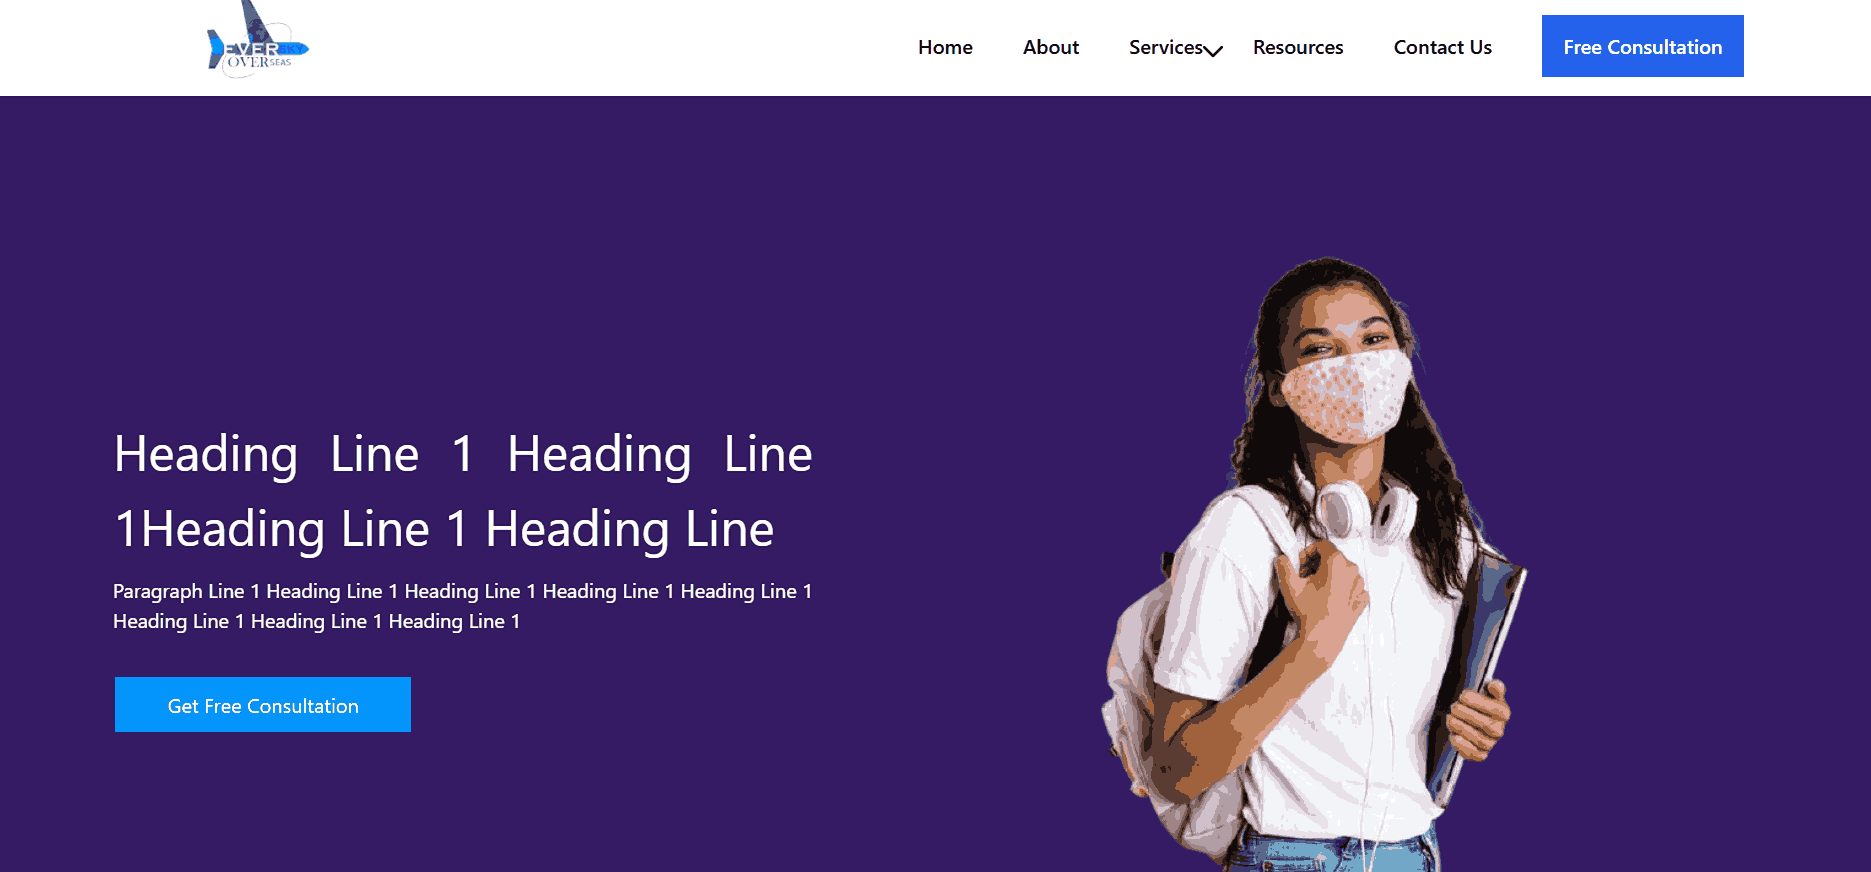 EVER SKY
OVERSEAS
Home About Services Resources Contact Us Free Consultation
Heading Line 1 Heading Line
1Heading Line 1 Heading Line
Paragraph Line 1 Heading Line 1 Heading Line 1 Heading Line 1 Heading Line 1
Heading Line 1 Heading Line 1 Heading Line 1
Get Free Consultation